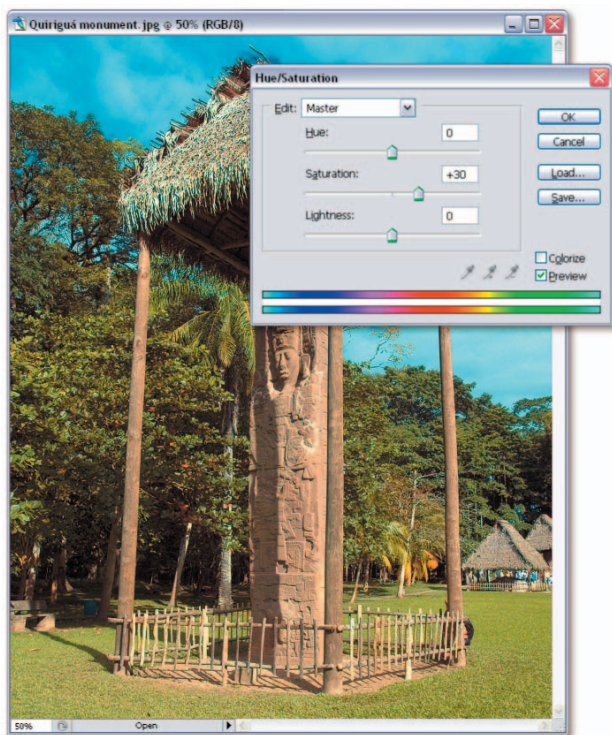 Quiriguá monument.jpg @ 50% (RGB/8)
Hue/Saturation
Edit: Master
Hue: 0
Saturation: +30
Lightness: 0
OK
Cancel
Load...
Save...
Colorize
Preview
50% Open